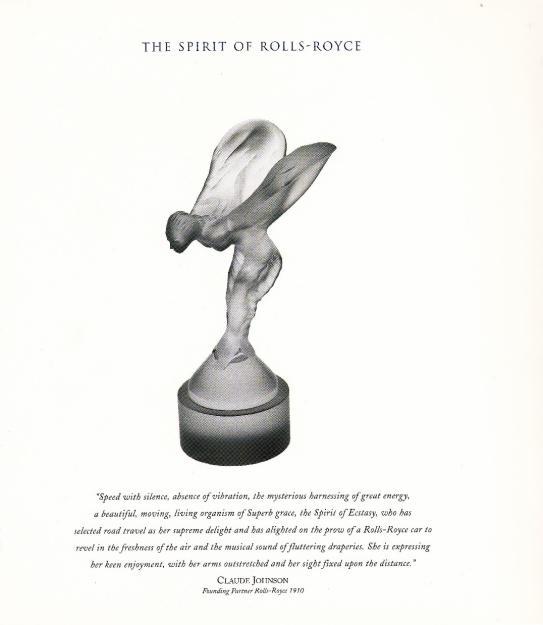 THE SPIRIT OF ROLLS-ROYCE
"Speed with silence, absence of vibration, the mysterious harnessing of great energy,
a beautiful, moving, living organism of Superb grace, the Spirit of Ecstasy, who has
selected road travel as her supreme delight and has alighted on the prow of a Rolls-Royce car to
revel in the freshness of the air and the musical sound of fluttering draperies. She is expressing
her keen enjoyment, with her arms outstretched and her sight fixed upon the distance."
CLAUDE JOHNSON
Founding Partner Rolls-Royce 1910